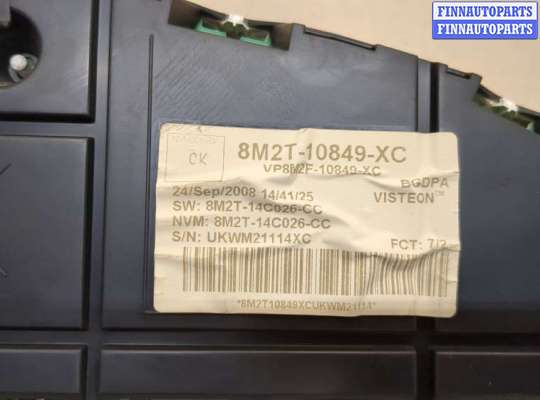 FINNAUTOPARTS
FINNAUTOPARTS
CK
8M2T-10849-XC
VP8M2F-10849-XC
24/Sep/2008 14/41/25
BGDPA
SW: 8M2T-14C026-CC
VISTEON™
NVM: 8M2T-14C026-CC
S/N: UKWM21114XC
FCT: 7/2
*8M2T10849XCUKWM21114*